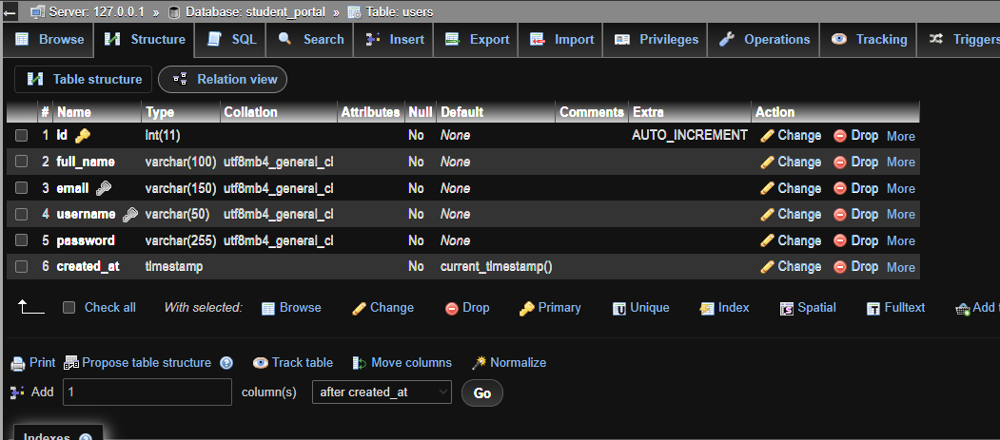 Server: 127.0.0.1 » Database: student_portal » Table: users
Browse Structure SQL Search Insert Export Import Privileges Operations Tracking Triggers
Table structure Relation view
# Name Type Collation Attributes Null Default Comments Extra Action
1 id int(11) No None AUTO_INCREMENT Change Drop More
2 full_name varchar(100) utf8mb4_general_ci No None Change Drop More
3 email varchar(150) utf8mb4_general_ci No None Change Drop More
4 username varchar(50) utf8mb4_general_ci No None Change Drop More
5 password varchar(255) utf8mb4_general_ci No None Change Drop More
6 created_at timestamp No current_timestamp() Change Drop More
Check all With selected: Browse Change Drop Primary Unique Index Spatial Fulltext Add
Print Propose table structure Track table Move columns Normalize
Add 1 column(s) after created_at Go
Indexes